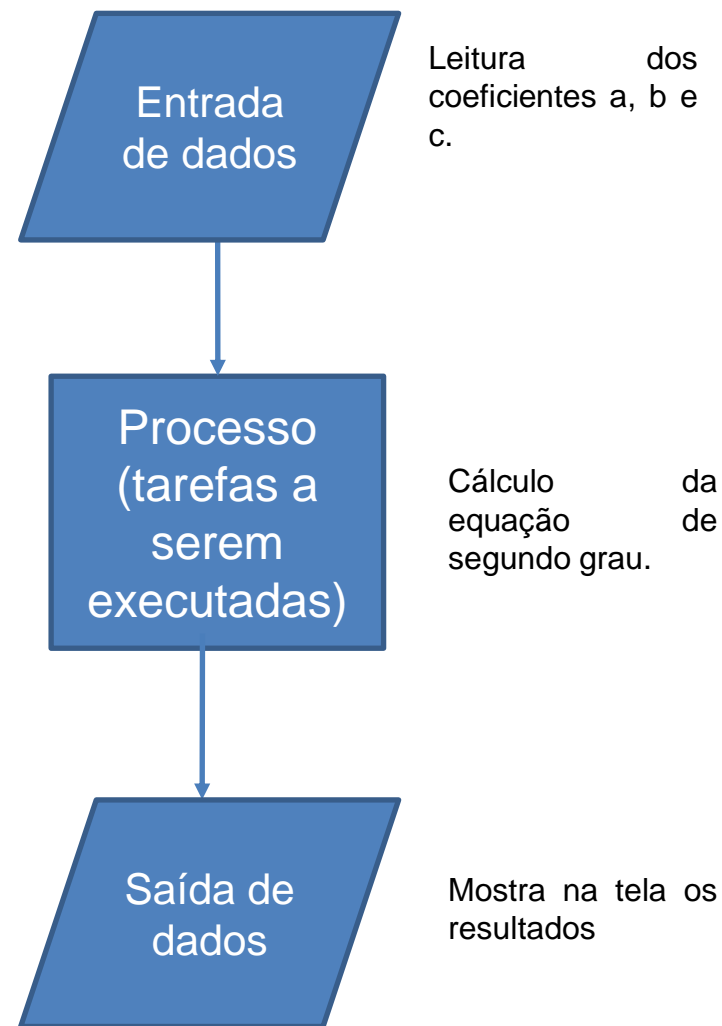 Entrada
de dados
Leitura dos
coeficientes a, b e
c.
Processo
(tarefas a
serem
executadas)
Cálculo da
equação de
segundo grau.
Saída de
dados
Mostra na tela os
resultados